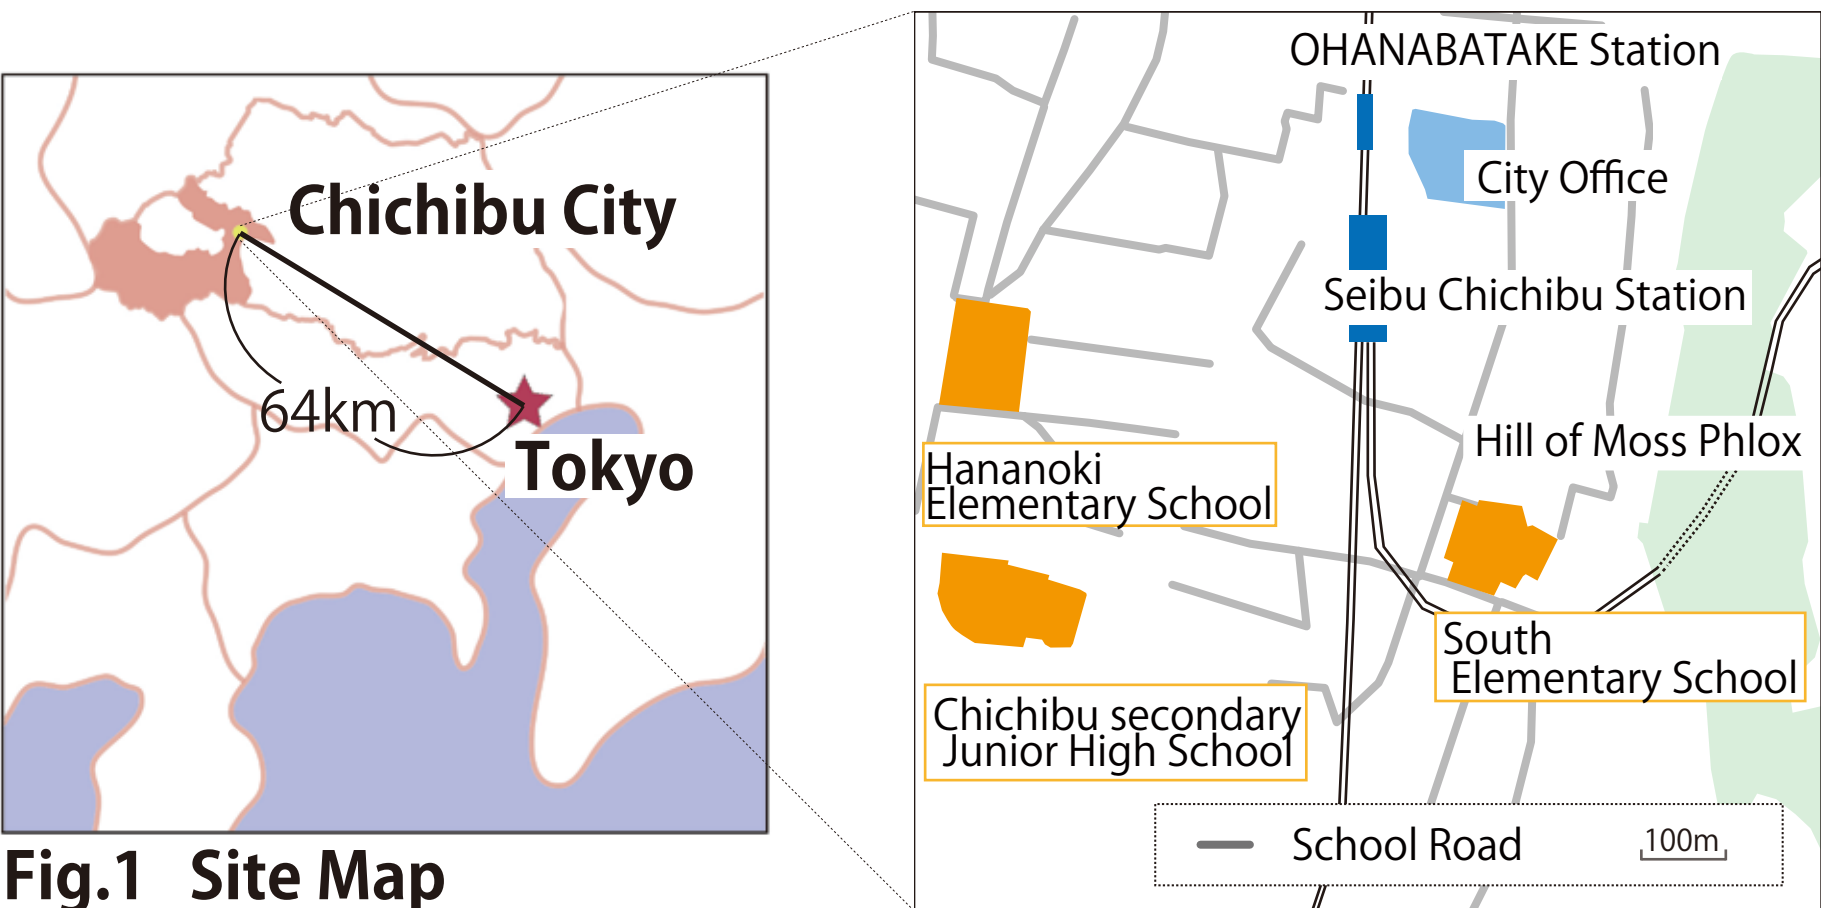 Chichibu City
64km
Tokyo
Fig.1 Site Map
OHANABATAKE Station
City Office
Seibu Chichibu Station
Hill of Moss Phlox
Hananoki
Elementary School
South
Elementary School
Chichibu secondary
Junior High School
School Road
100m